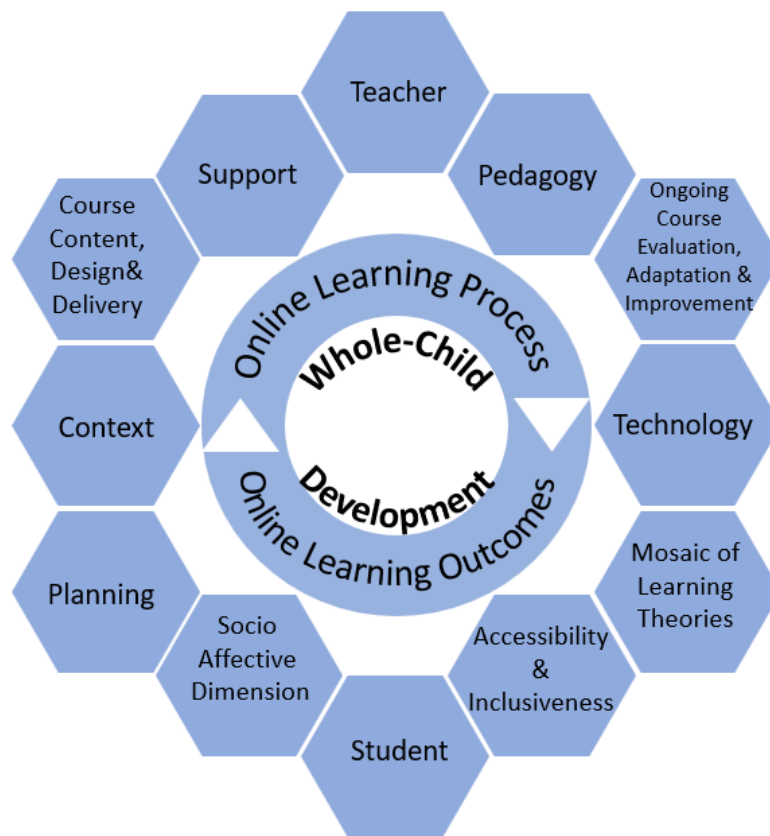 Teacher
Support
Pedagogy
Course
Content,
Design&
Delivery
Ongoing
Course
Evaluation,
Adaptation &
Improvement
Online Learning Process
Whole-Child
Context
Technology
Development
Online Learning Outcomes
Planning
Mosaic of
Learning
Theories
Socio
Affective
Dimension
Accessibility
&
Inclusiveness
Student